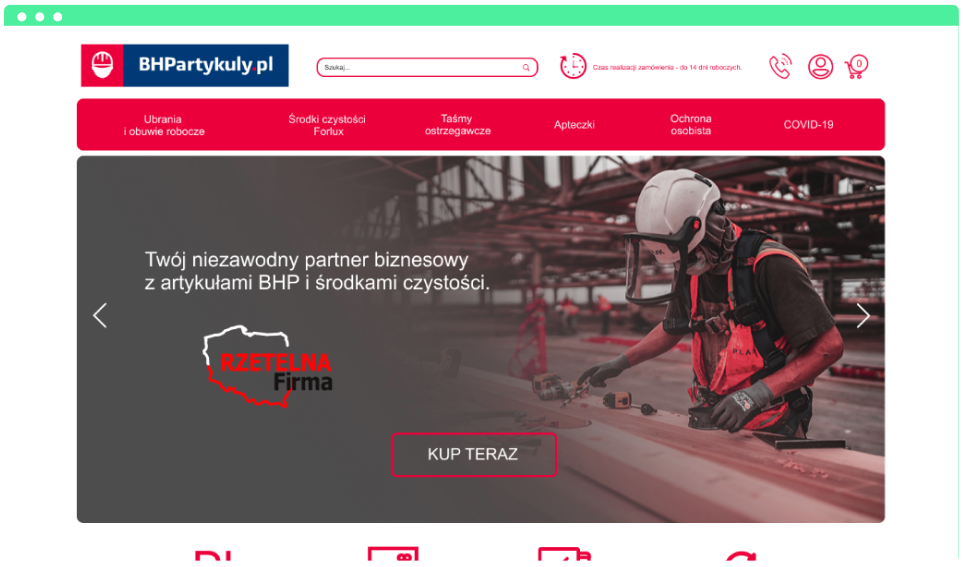 BHPartykuly.pl
Szukaj...
Czas realizacji zamówienia - do 14 dni roboczych.
0
Ubrania
i obuwie robocze
Środki czystości
Forlux
Taśmy
ostrzegawcze
Apteczki
Ochrona
osobista
COVID-19
Twój niezawodny partner biznesowy
z artykułami BHP i środkami czystości.
RZETELNA
Firma
KUP TERAZ